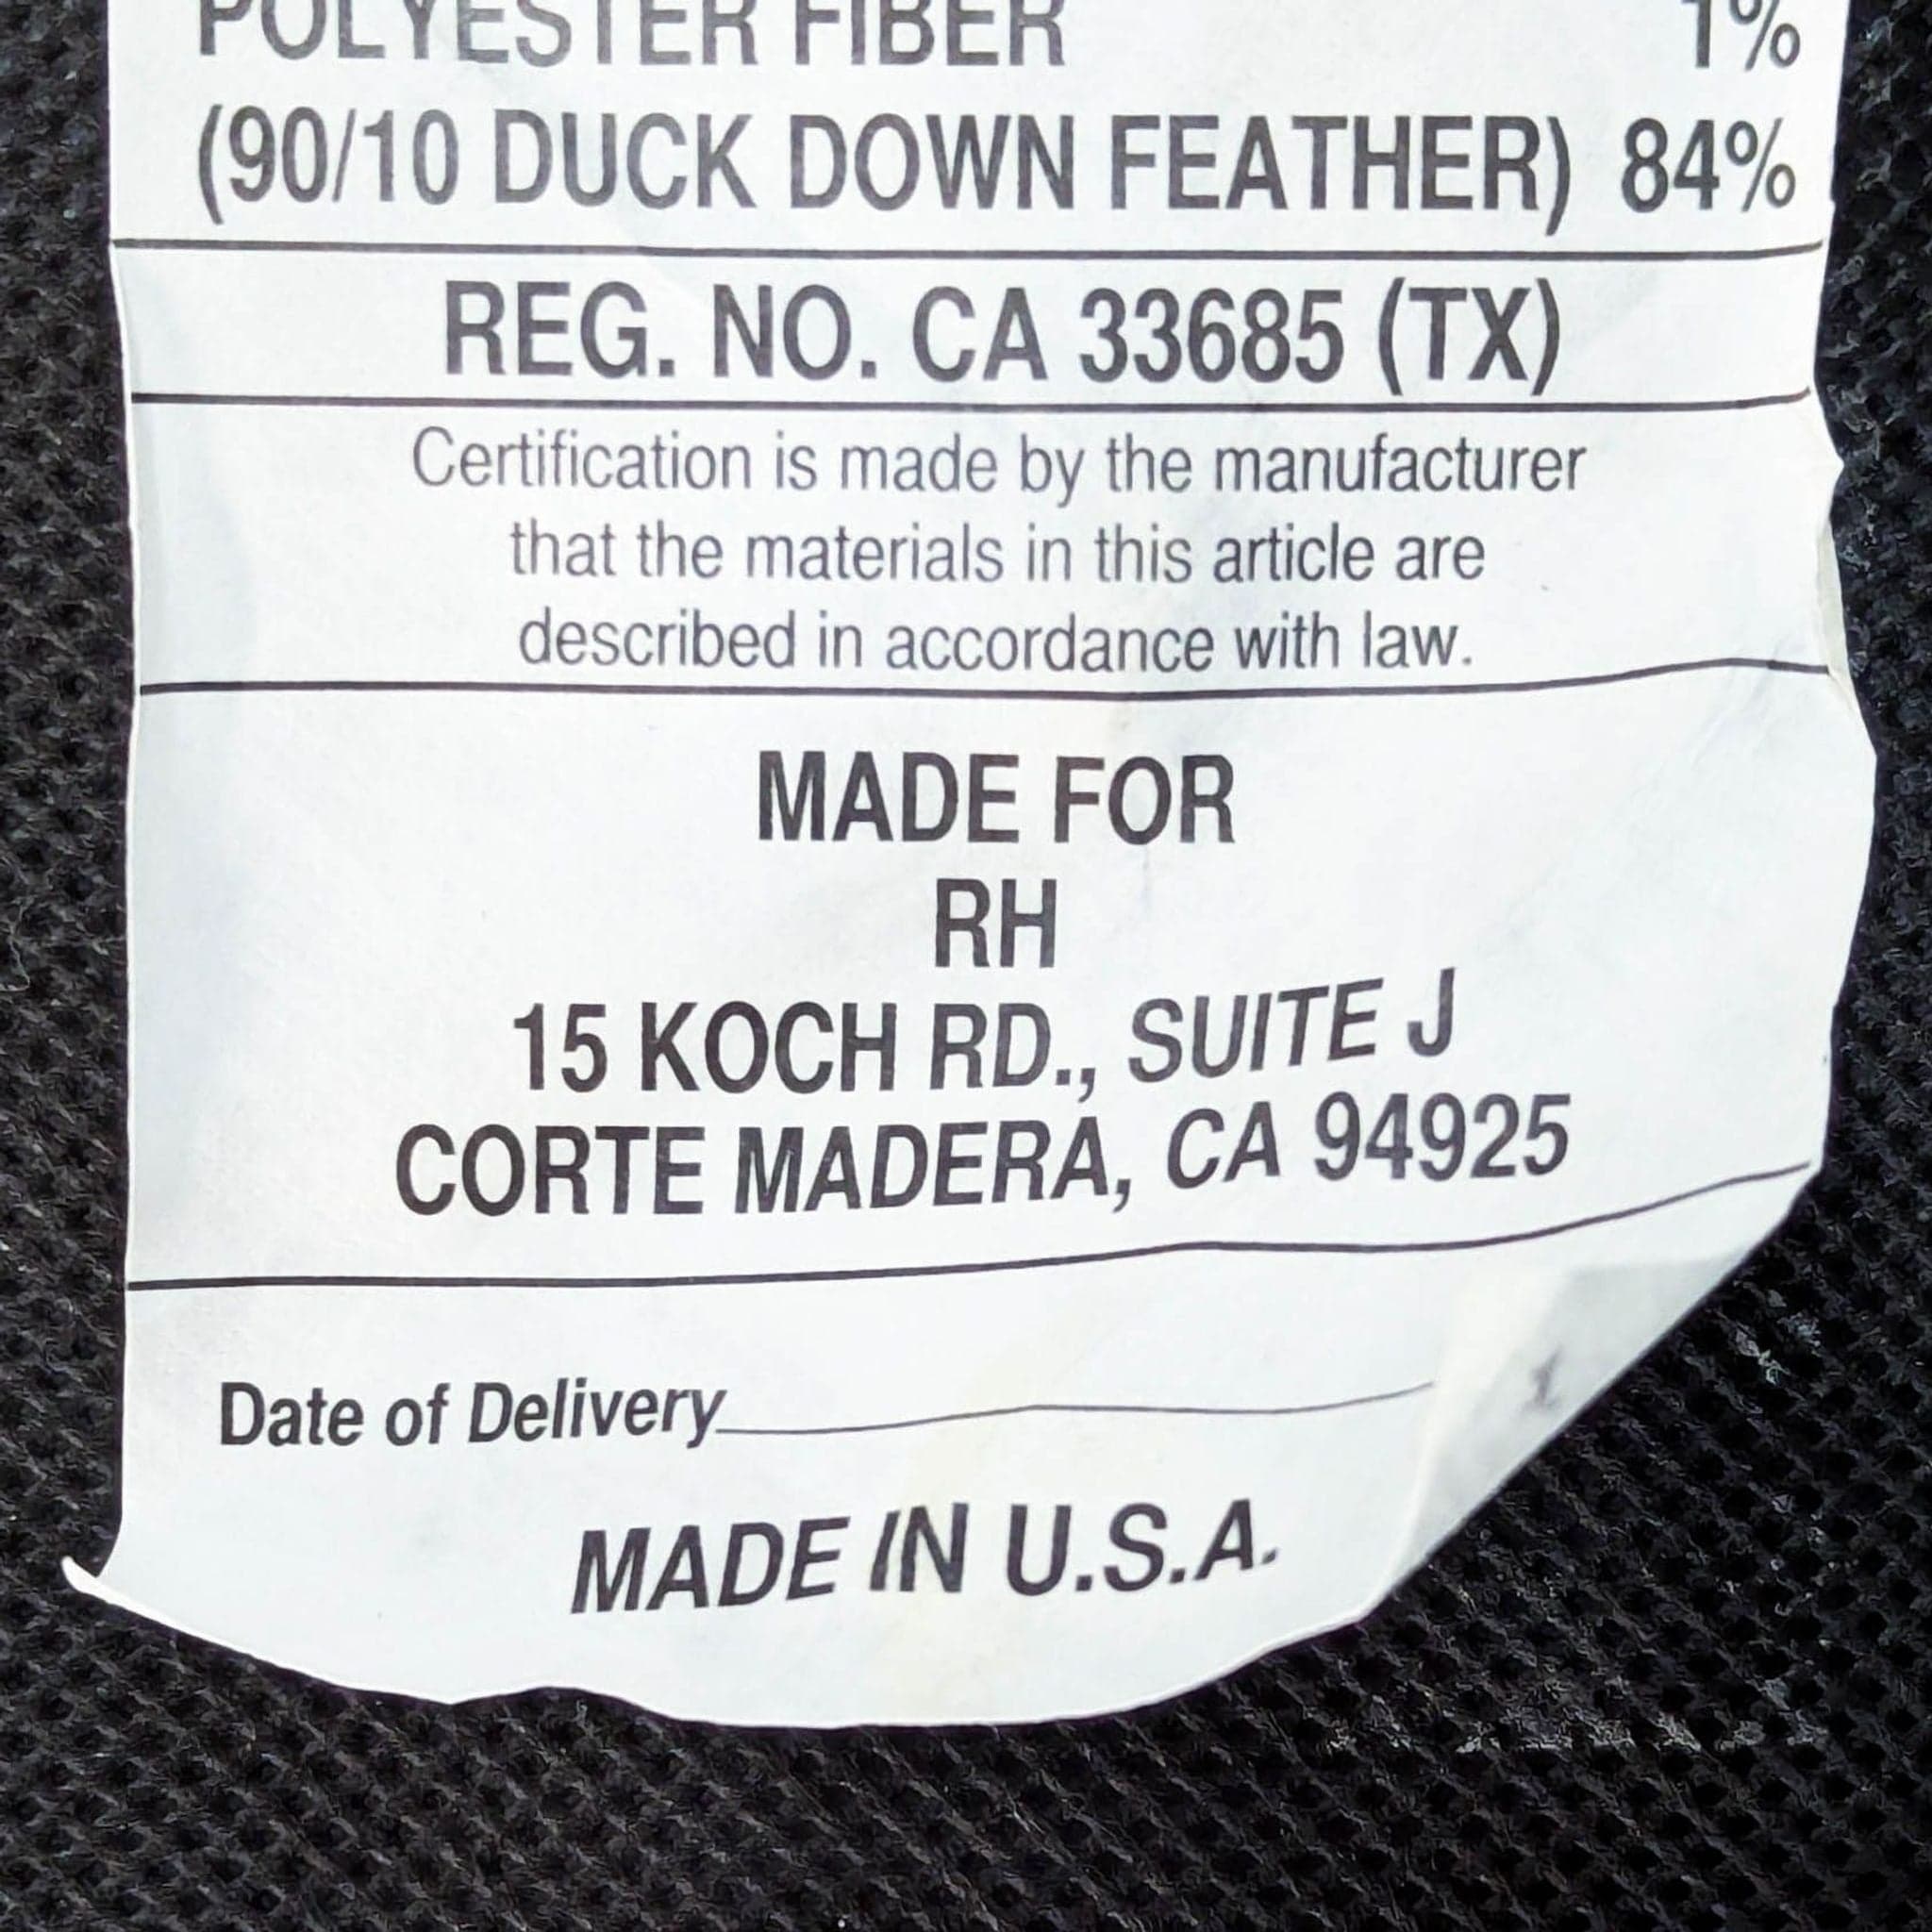 POLYESTER FIBER 1%
(90/10 DUCK DOWN FEATHER) 84%
REG. NO. CA 33685 (TX)
Certification is made by the manufacturer
that the materials in this article are
described in accordance with law.
MADE FOR
RH
15 KOCH RD., SUITE J
CORTE MADERA, CA 94925
Date of Delivery
MADE IN U.S.A.